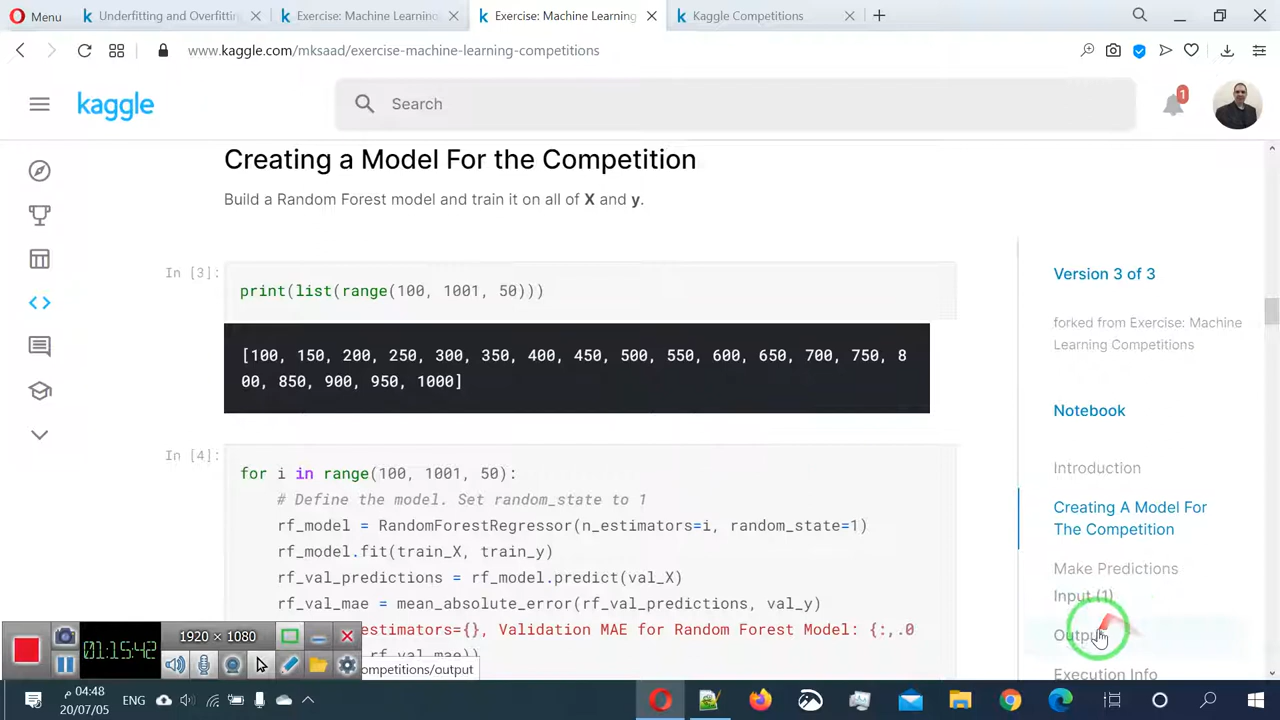 Menu
Underfitting and Overfittin
Exercise: Machine Learning
Exercise: Machine Learning
Kaggle Competitions
www.kaggle.com/mksaad/exercise-machine-learning-competitions
kaggle
Search
1
Creating a Model For the Competition
Build a Random Forest model and train it on all of X and y.
In [3]:
print(list(range(100, 1001, 50)))
[100, 150, 200, 250, 300, 350, 400, 450, 500, 550, 600, 650, 700, 750, 8
00, 850, 900, 950, 1000]
In [4]:
for i in range(100, 1001, 50):
# Define the model. Set random_state to 1
rf_model = RandomForestRegressor(n_estimators=i, random_state=1)
rf_model.fit(train_X, train_y)
rf_val_predictions = rf_model.predict(val_X)
rf_val_mae = mean_absolute_error(rf_val_predictions, val_y)
estimators={}, Validation MAE for Random Forest Model: {:,.0
rf_val_mae))
Version 3 of 3
forked from Exercise: Machine
Learning Competitions
Notebook
Introduction
Creating A Model For
The Competition
Make Predictions
Input (1)
Output
Execution Info
01:15:42
1920 × 1080
ompetitions/output
ENG
04:48 م
20/07/05